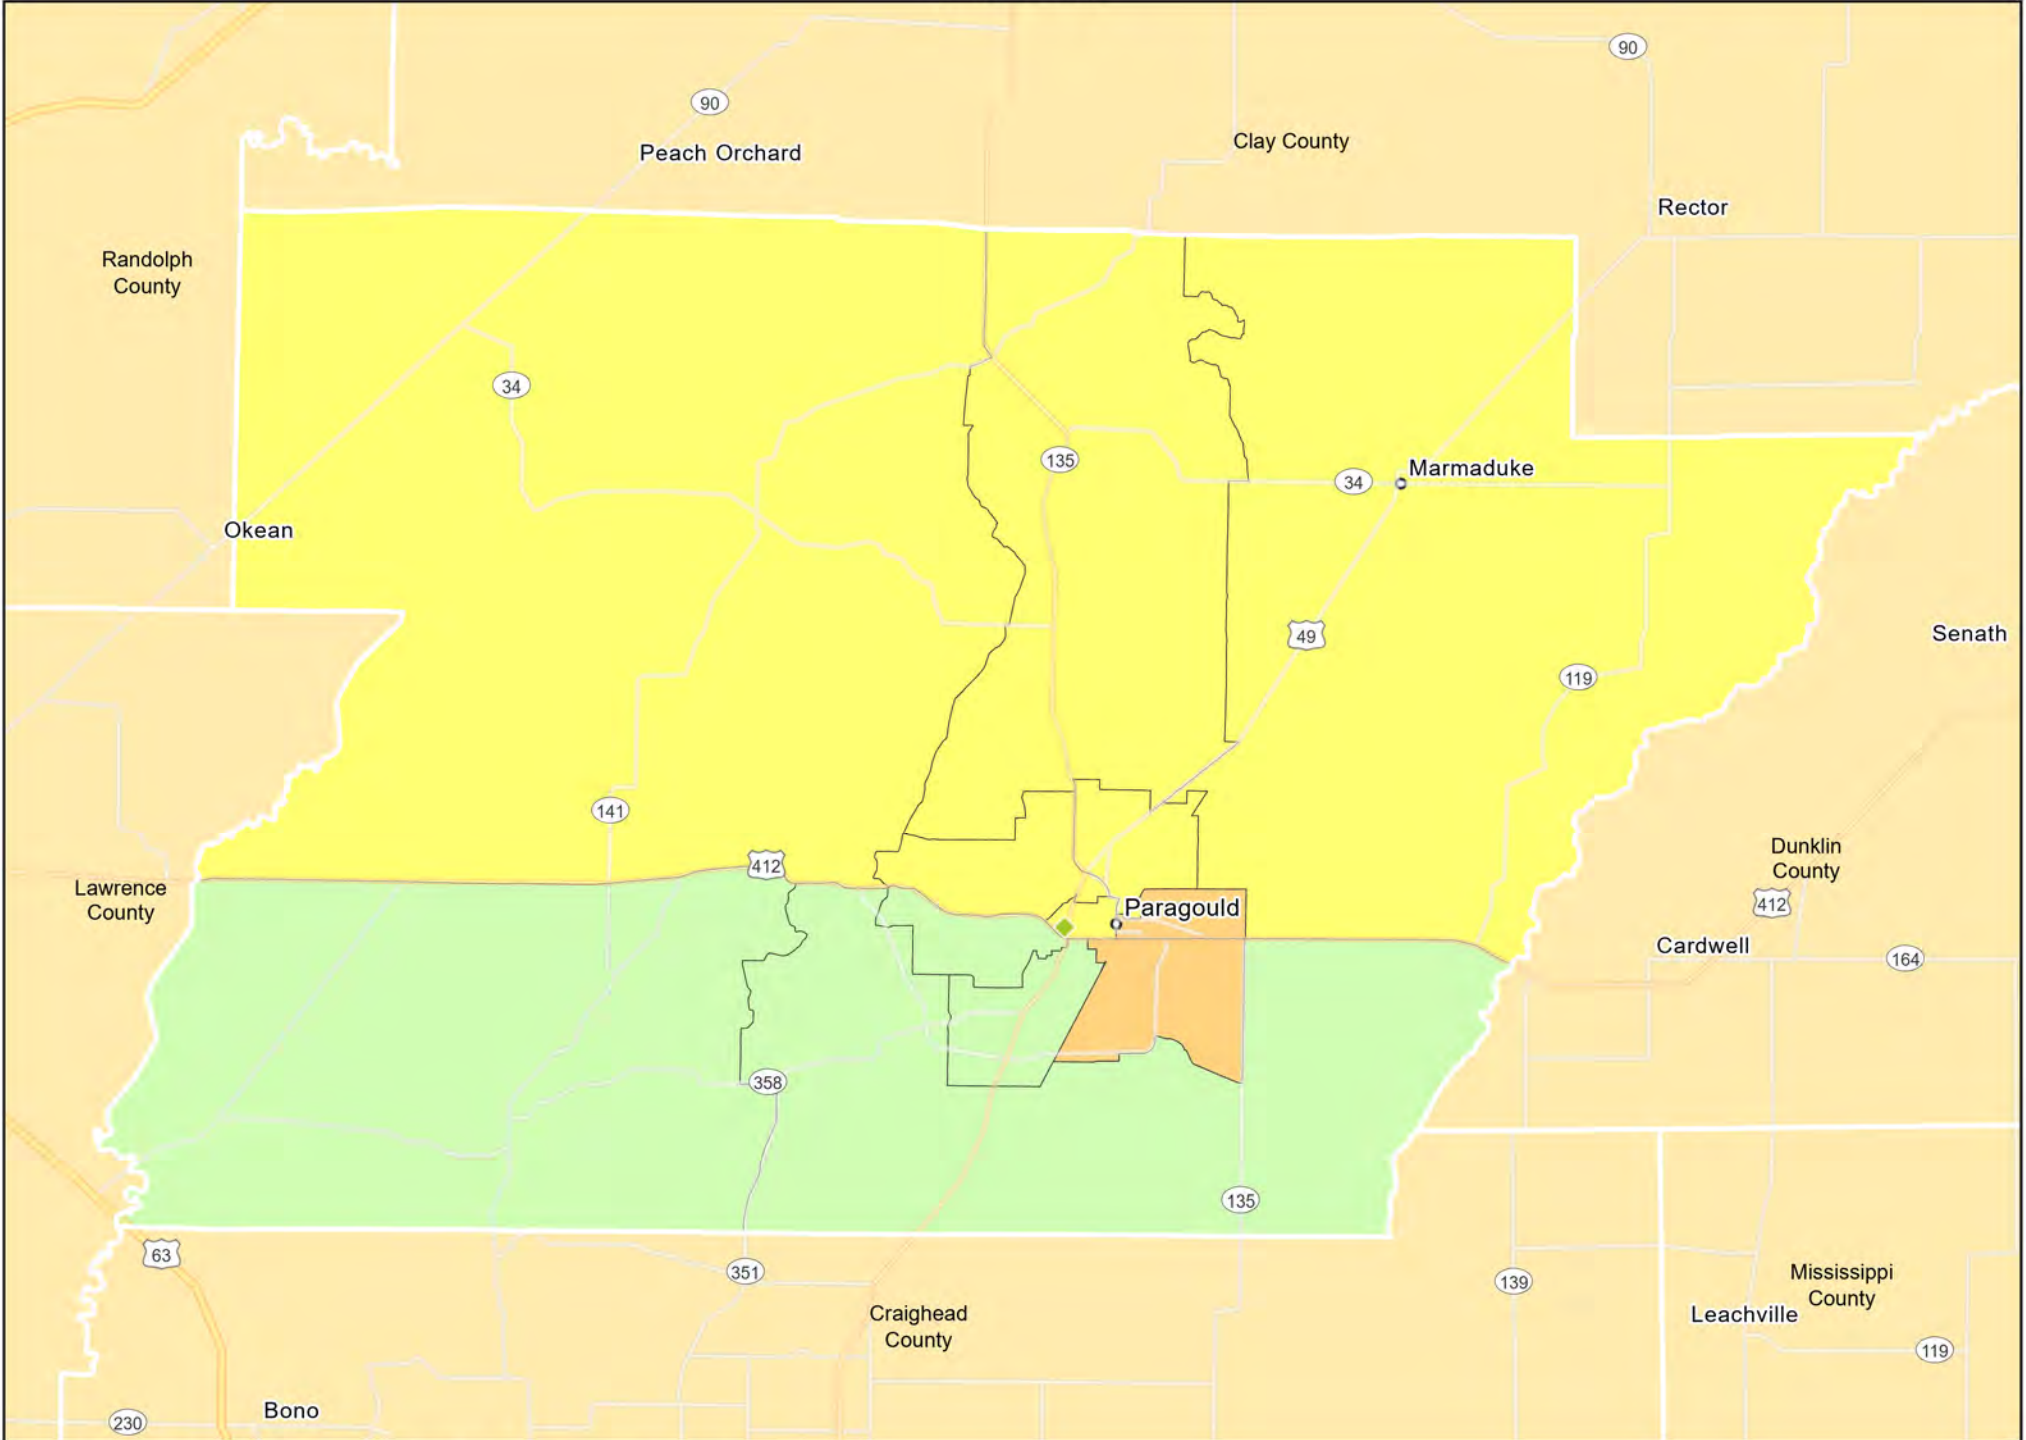 90
90
Clay County
Peach Orchard
Rector
Randolph
County
34
135
Marmaduke
34
Okean
Senath
49
119
141
Dunklin
County
412
Lawrence
County
412
Paragould
Cardwell
164
358
135
63
351
139
Mississippi
County
Craighead
County
Leachville
119
Bono
230